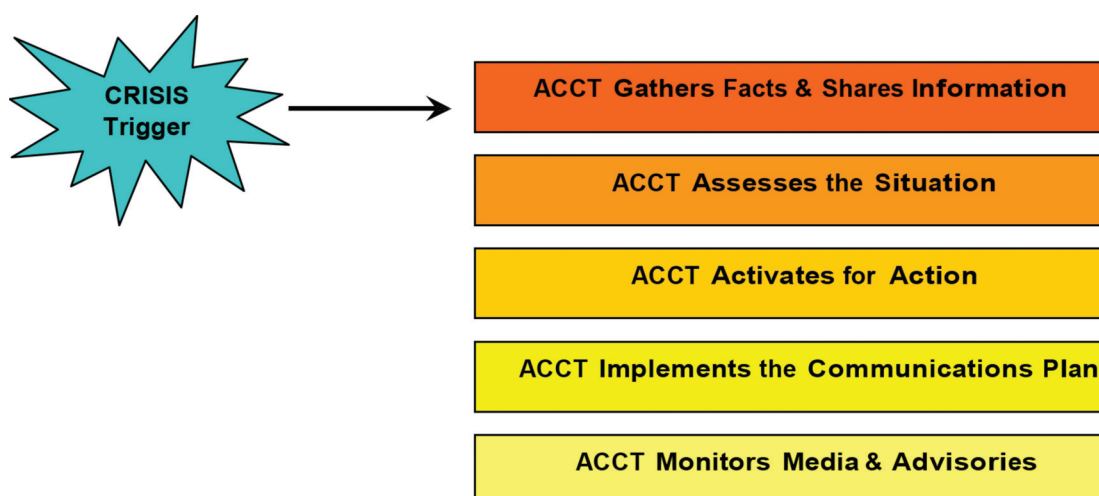 CRISIS
Trigger
ACCT Gathers Facts & Shares Information
ACCT Assesses the Situation
ACCT Activates for Action
ACCT Implements the Communications Plan
ACCT Monitors Media & Advisories